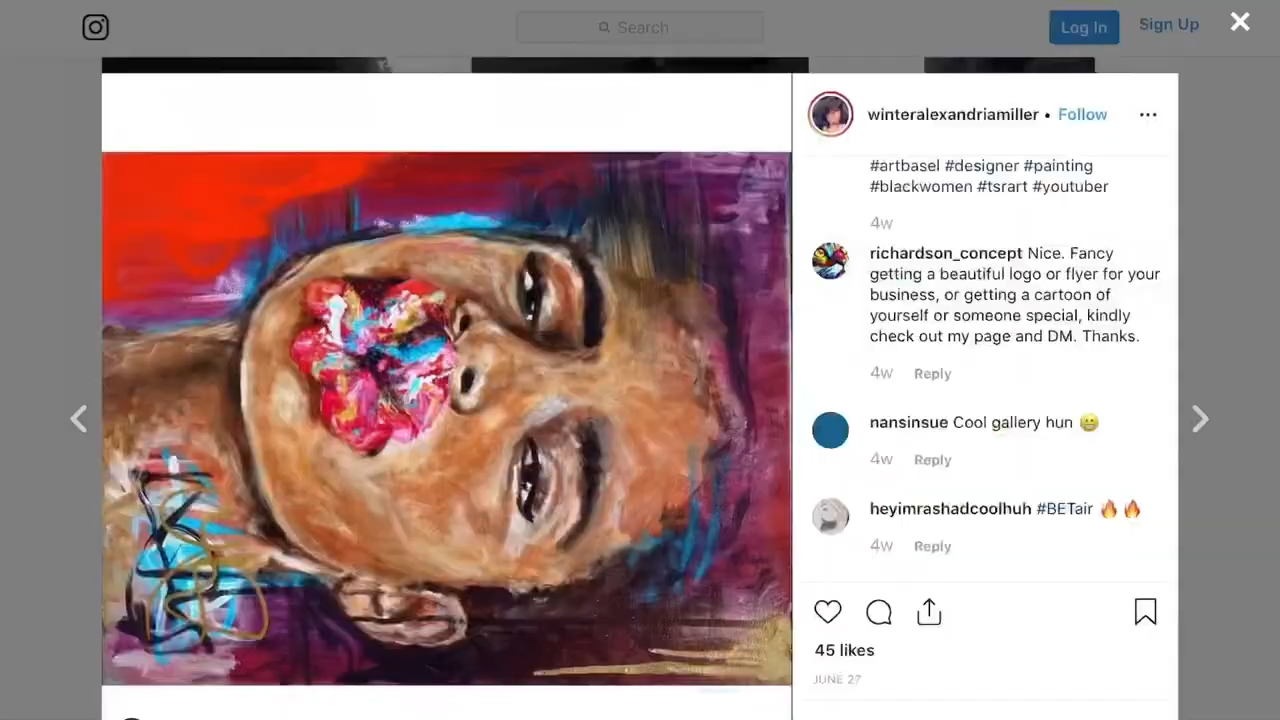 Search
Log In
Sign Up
winteralexandriamiller • Follow
#artbasel #designer #painting
#blackwomen #tsrart #youtuber
4w
richardson_concept Nice. Fancy
getting a beautiful logo or flyer for your
business, or getting a cartoon of
yourself or someone special, kindly
check out my page and DM. Thanks.
4w Reply
nansinsue Cool gallery hun 😀
4w Reply
heyimrashadcoolhuh #BETair 🔥🔥
4w Reply
45 likes
JUNE 27